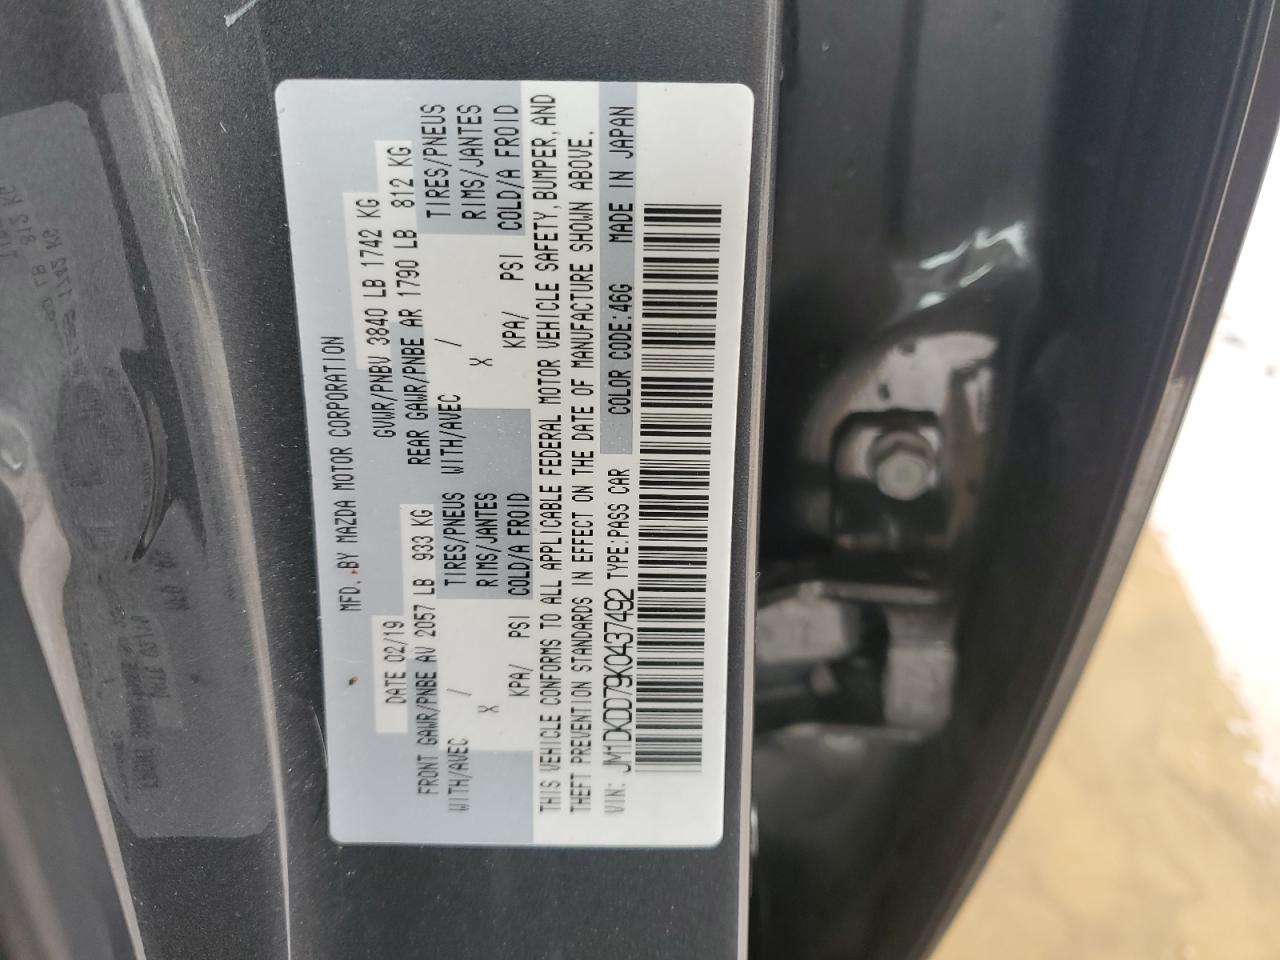 MFD. BY MAZDA MOTOR CORPORATION
DATE 02/19 GVWR/PNBV 3840 LB 1742 KG
FRONT GAWR/PNBE AV 2057 LB 933 KG REAR GAWR/PNBE AR 1790 LB 812 KG
WITH/AVEC / TIRES/PNEUS WITH/AVEC / TIRES/PNEUS
X RIMS/JANTES X RIMS/JANTES
KPA/ PSI COLD/A FROID KPA/ PSI COLD/A FROID
THIS VEHICLE CONFORMS TO ALL APPLICABLE FEDERAL MOTOR VEHICLE SAFETY, BUMPER, AND
THEFT PREVENTION STANDARDS IN EFFECT ON THE DATE OF MANUFACTURE SHOWN ABOVE.
VIN: JM1DKDD79K0437492 TYPE:PASS CAR COLOR CODE:46G MADE IN JAPAN